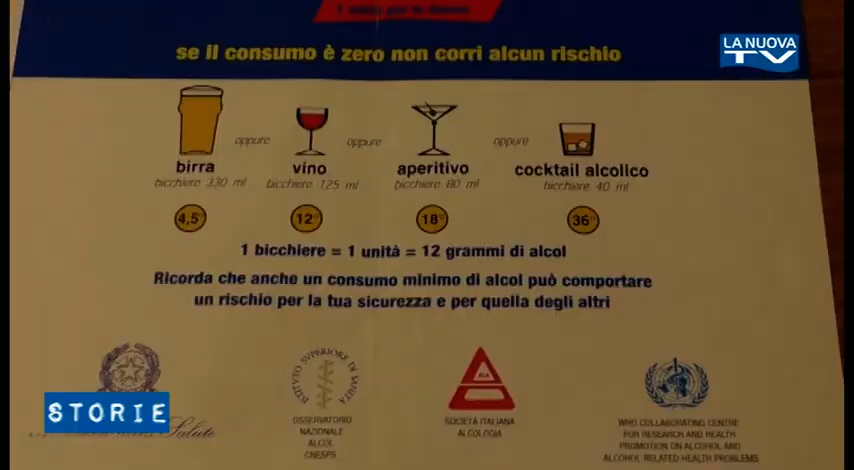 se il consumo è zero non corri alcun rischio
LA NUOVA
TV
oppure
oppure
oppure
birra
vino
aperitivo
cocktail alcolico
bicchiere 330 ml
bicchiere 125 ml
bicchiere 80 ml
bicchiere 40 ml
4,5°
12°
18°
36°
1 bicchiere = 1 unità = 12 grammi di alcol
Ricorda che anche un consumo minimo di alcol può comportare
un rischio per la tua sicurezza e per quella degli altri
ISTITUTO SUPERIORE DI SANITÀ
STORIE
Salute
OSSERVATORIO
NAZIONALE
ALCOL
CNESPS
SOCIETÀ ITALIANA
ALCOLOGIA
WHO COLLABORATING CENTRE
FOR RESEARCH AND HEALTH
PROMOTION ON ALCOHOL AND
ALCOHOL RELATED HEALTH PROBLEMS